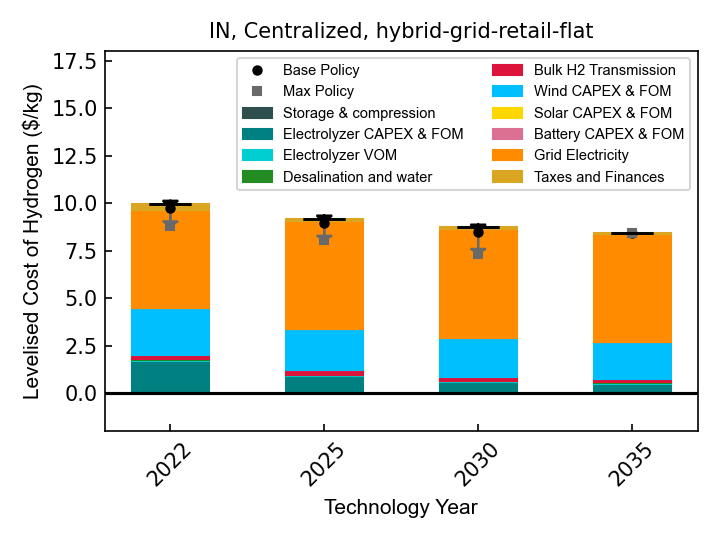 IN, Centralized, hybrid-grid-retail-flat
Levelised Cost of Hydrogen ($/kg)
17.5
15.0
12.5
10.0
7.5
5.0
2.5
0.0
Base Policy
Max Policy
Storage & compression
Electrolyzer CAPEX & FOM
Electrolyzer VOM
Desalination and water
Bulk H2 Transmission
Wind CAPEX & FOM
Solar CAPEX & FOM
Battery CAPEX & FOM
Grid Electricity
Taxes and Finances
2022
2025
2030
2035
Technology Year